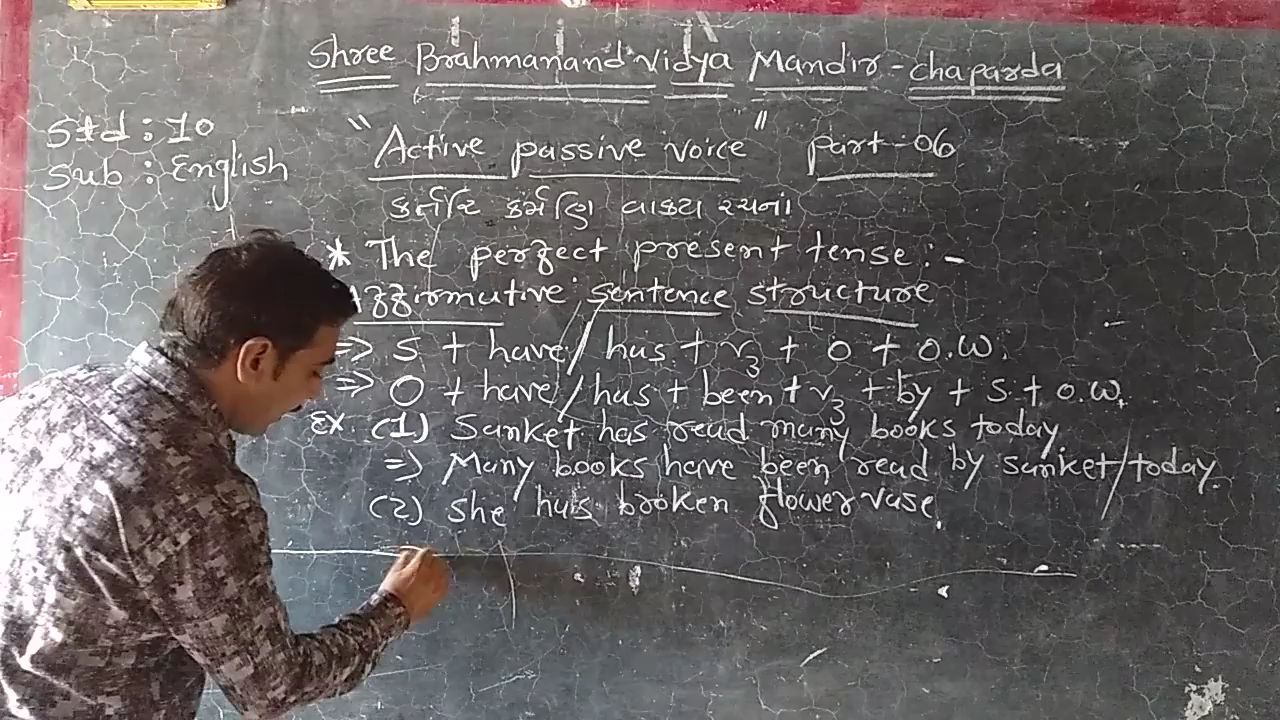 Shree Brahmanand Vidya Mandir - chaparda
Std : 10
Sub : English
"Active passive voice" part-06
કર્તરિ કર્મણિ વાક્ય રચના
* The perfect present tense :-
Affirmutive sentence structure
=> S + have/has + v3 + O + O.W.
=> O + have/has + been + v3 + by + S. + O.W.
Ex. (1) Sanket has read many books today
=> Many books have been read by sanket/today.
(2) She has broken flower vase.